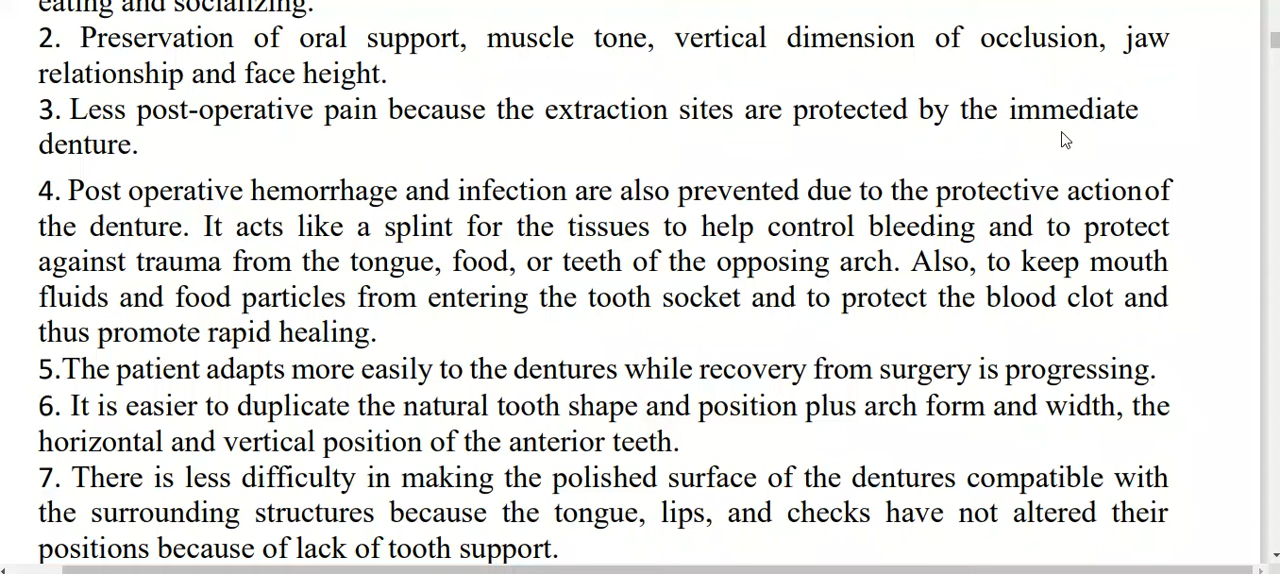 eating and socializing.
2. Preservation of oral support, muscle tone, vertical dimension of occlusion, jaw
relationship and face height.
3. Less post-operative pain because the extraction sites are protected by the immediate
denture.
4. Post operative hemorrhage and infection are also prevented due to the protective actionof
the denture. It acts like a splint for the tissues to help control bleeding and to protect
against trauma from the tongue, food, or teeth of the opposing arch. Also, to keep mouth
fluids and food particles from entering the tooth socket and to protect the blood clot and
thus promote rapid healing.
5.The patient adapts more easily to the dentures while recovery from surgery is progressing.
6. It is easier to duplicate the natural tooth shape and position plus arch form and width, the
horizontal and vertical position of the anterior teeth.
7. There is less difficulty in making the polished surface of the dentures compatible with
the surrounding structures because the tongue, lips, and checks have not altered their
positions because of lack of tooth support.